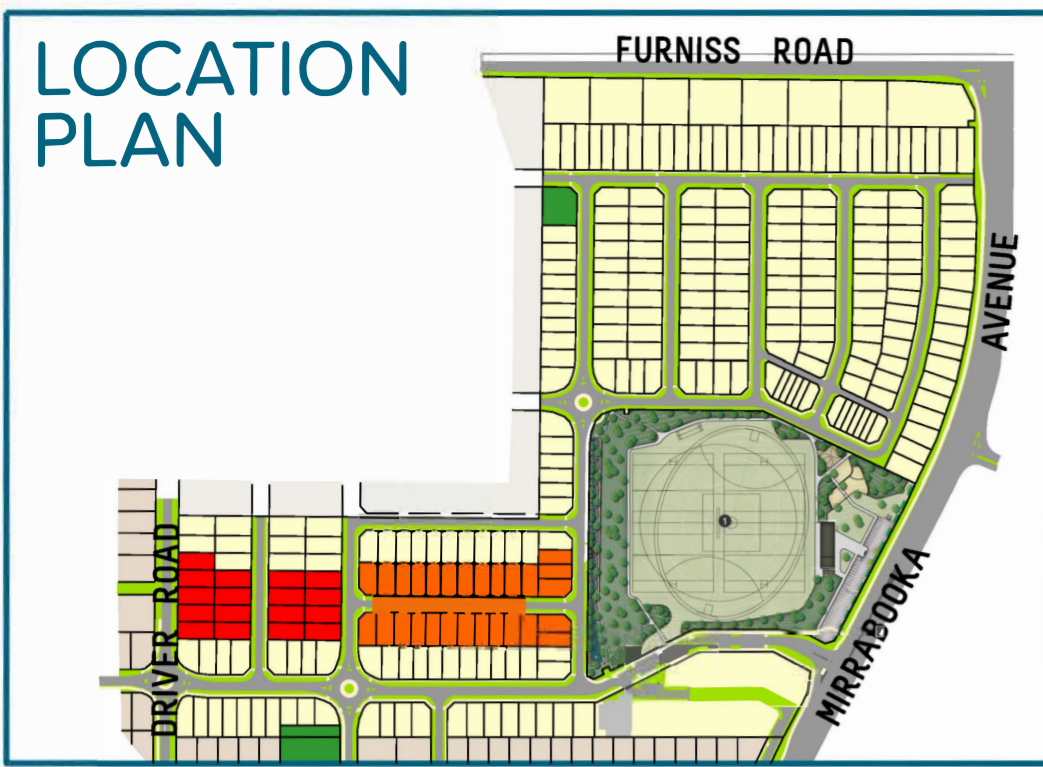 LOCATION
PLAN
FURNISS ROAD
AVENUE
MIRRABOOKA
DRIVER ROAD
1